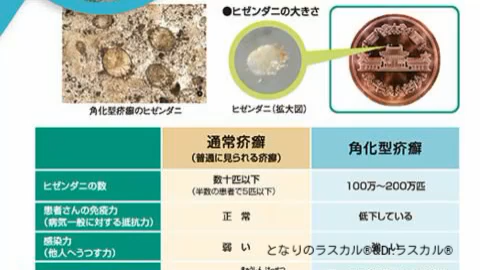 ●ヒゼンダニの大きさ
角化型疥癬のヒゼンダニ
ヒゼンダニ(拡大図)
通常疥癬
(普通に見られる疥癬)
角化型疥癬
ヒゼンダニの数
数十匹以下
(半数の患者で5匹以下)
100万〜200万匹
患者さんの免疫力
(病気一般に対する抵抗力)
正 常
低下している
感染力
(他人へうつす力)
弱 い
となりのラスカル®&Dr.ラスカル®